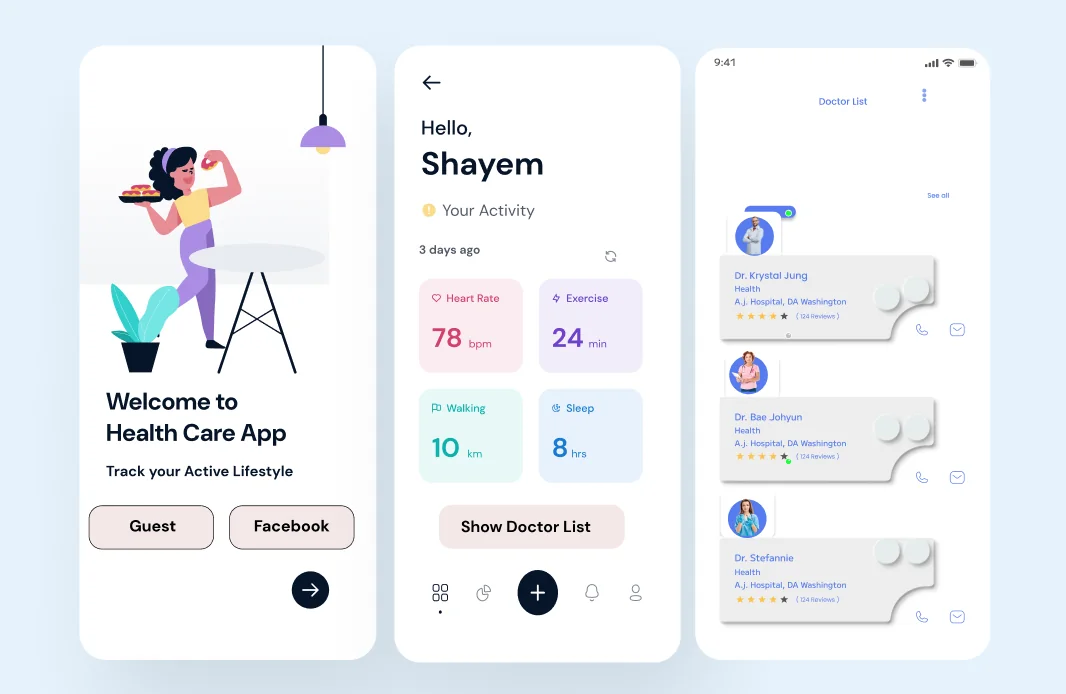 Welcome to
Health Care App
Track your Active Lifestyle
Guest
Facebook
Hello,
Shayem
Your Activity
3 days ago
Heart Rate
78 bpm
Exercise
24 min
Walking
10 km
Sleep
8 hrs
Show Doctor List
9:41
Doctor List
See all
Dr. Krystal Jung
Health
A.j. Hospital, DA Washington
(124 Reviews)
Dr. Bae Johyun
Health
A.j. Hospital, DA Washington
(124 Reviews)
Dr. Stefannie
Health
A.j. Hospital, DA Washington
(124 Reviews)